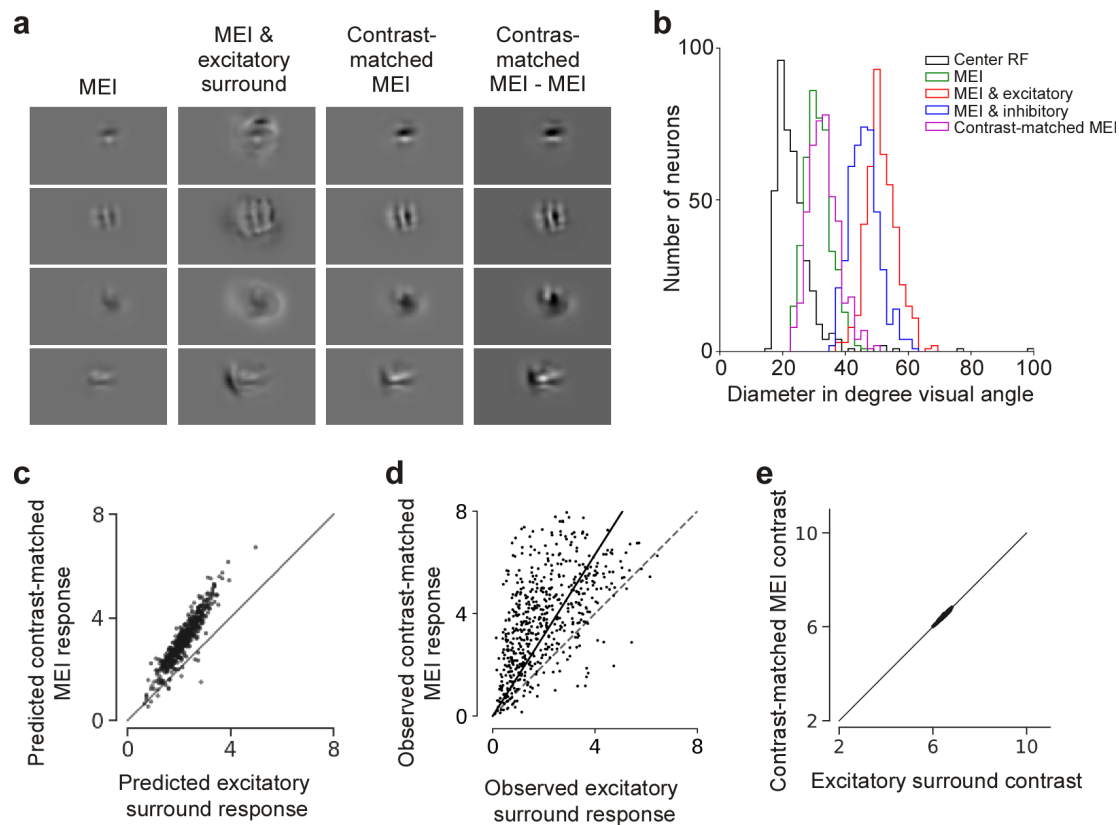 a
MEI
MEI &
excitatory
surround
Contrast-
matched
MEI
Contras-
matched
MEI - MEI
b
100
50
0
Number of neurons
Center RF
MEI
MEI & excitatory
MEI & inhibitory
Contrast-matched MEI
0 20 40 60 80 100
Diameter in degree visual angle
c
Predicted contrast-matched
MEI response
8
4
0
0 4 8
Predicted excitatory
surround response
d
Observed contrast-matched
MEI response
8
4
0
0 4 8
Observed excitatory
surround response
e
Contrast-matched MEI contrast
10
6
2
2 6 10
Excitatory surround contrast